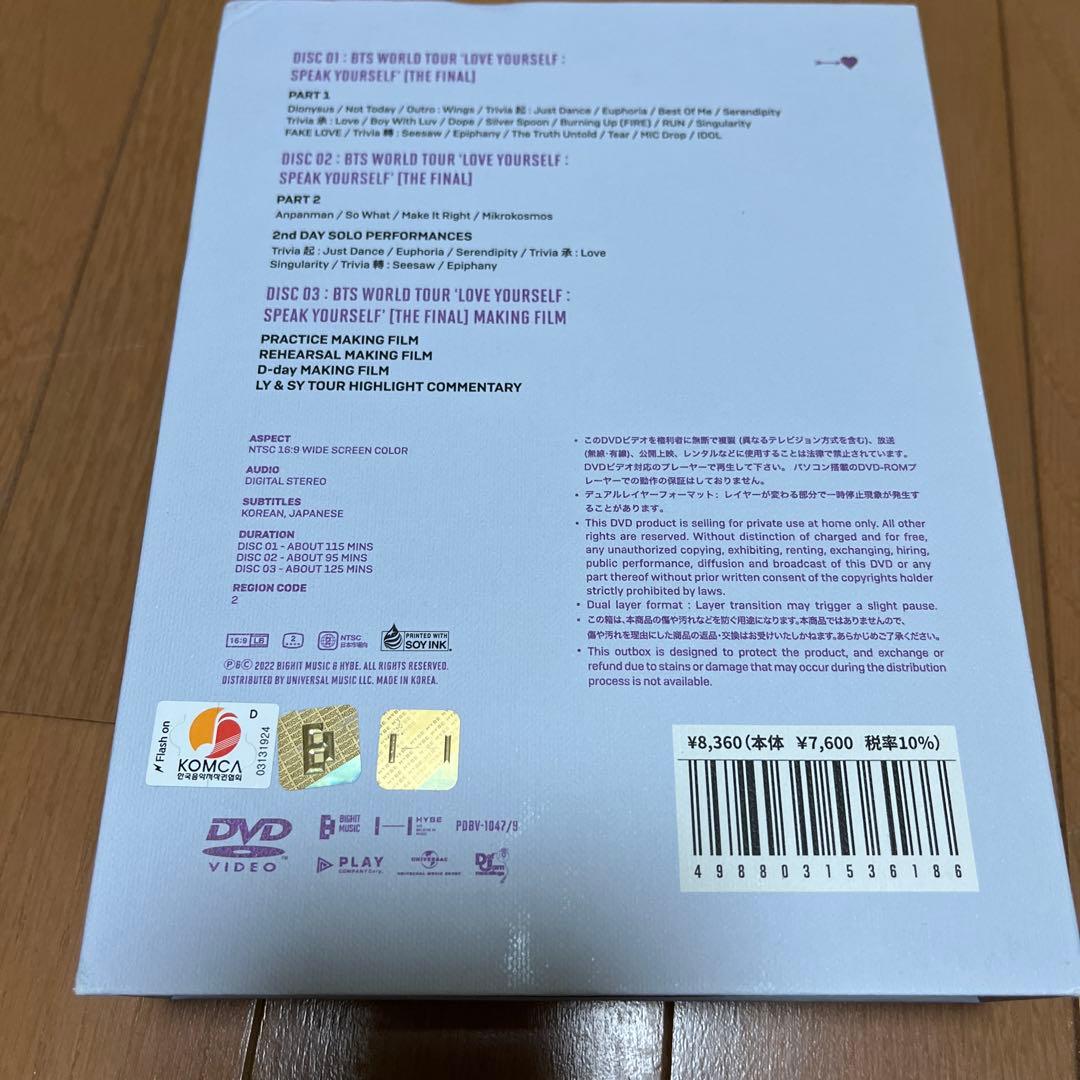 DISC 01 : BTS WORLD TOUR 'LOVE YOURSELF :
SPEAK YOURSELF' [THE FINAL]
PART 1
Dionysus / Not Today / Outro : Wings / Trivia 起 : Just Dance / Euphoria / Best Of Me / Serendipity
Trivia 承 : Love / Boy With Luv / Dope / Silver Spoon / Burning Up (FIRE) / RUN / Singularity
FAKE LOVE / Trivia 轉 : Seesaw / Epiphany / The Truth Untold / Tear / MIC Drop / IDOL
DISC 02 : BTS WORLD TOUR 'LOVE YOURSELF :
SPEAK YOURSELF' [THE FINAL]
PART 2
Anpanman / So What / Make It Right / Mikrokosmos
2nd DAY SOLO PERFORMANCES
Trivia 起 : Just Dance / Euphoria / Serendipity / Trivia 承 : Love
Singularity / Trivia 轉 : Seesaw / Epiphany
DISC 03 : BTS WORLD TOUR 'LOVE YOURSELF :
SPEAK YOURSELF' [THE FINAL] MAKING FILM
PRACTICE MAKING FILM
REHEARSAL MAKING FILM
D-day MAKING FILM
LY & SY TOUR HIGHLIGHT COMMENTARY
ASPECT
NTSC 16:9 WIDE SCREEN COLOR
AUDIO
DIGITAL STEREO
SUBTITLES
KOREAN, JAPANESE
DURATION
DISC 01 - ABOUT 115 MINS
DISC 02 - ABOUT 95 MINS
DISC 03 - ABOUT 125 MINS
REGION CODE
2
16:9 LB
2
NTSC
日本市場向
PRINTED WITH
SOY INK
Ⓟ&Ⓒ 2022 BIGHIT MUSIC & HYBE. ALL RIGHTS RESERVED.
DISTRIBUTED BY UNIVERSAL MUSIC LLC. MADE IN KOREA.
• このDVDビデオを権利者に無断で複製 (異なるテレビジョン方式を含む)、放送
(無線·有線)、公開上映、レンタルなどに使用することは法律で禁止されています。
DVDビデオ対応のプレーヤーで再生して下さい。 パソコン搭載のDVD-ROMプ
レーヤーでの動作の保証はしておりません。
• デュアルレイヤーフォーマット : レイヤーが変わる部分で一時停止現象が発生す
ることがあります。
• This DVD product is selling for private use at home only. All other
rights are reserved. Without distinction of charged and for free,
any unauthorized copying, exhibiting, renting, exchanging, hiring,
public performance, diffusion and broadcast of this DVD or any
part thereof without prior written consent of the copyrights holder
strictly prohibited by laws.
• Dual layer format : Layer transition may trigger a slight pause.
• この箱は、本商品の傷や汚れなどを防ぐ用途になります。本商品ではありませんので、
傷や汚れを理由にした商品の返品·交換はお受けいたしかねます。あらかじめご了承ください。
• This outbox is designed to protect the product, and exchange or
refund due to stains or damage that may occur during the distribution
process is not available.
Flash on
D
03131924
KOMCA
한국음악저작권협회
¥8,360(本体 ¥7,600 税率10%)
4988031536186
DVD
VIDEO
BIGHIT
MUSIC
HYBE
PDBV-1047/9
PLAY
COMPANY Corp.
UNIVERSAL
UNIVERSAL MUSIC GROUP
Def Jam
recordings